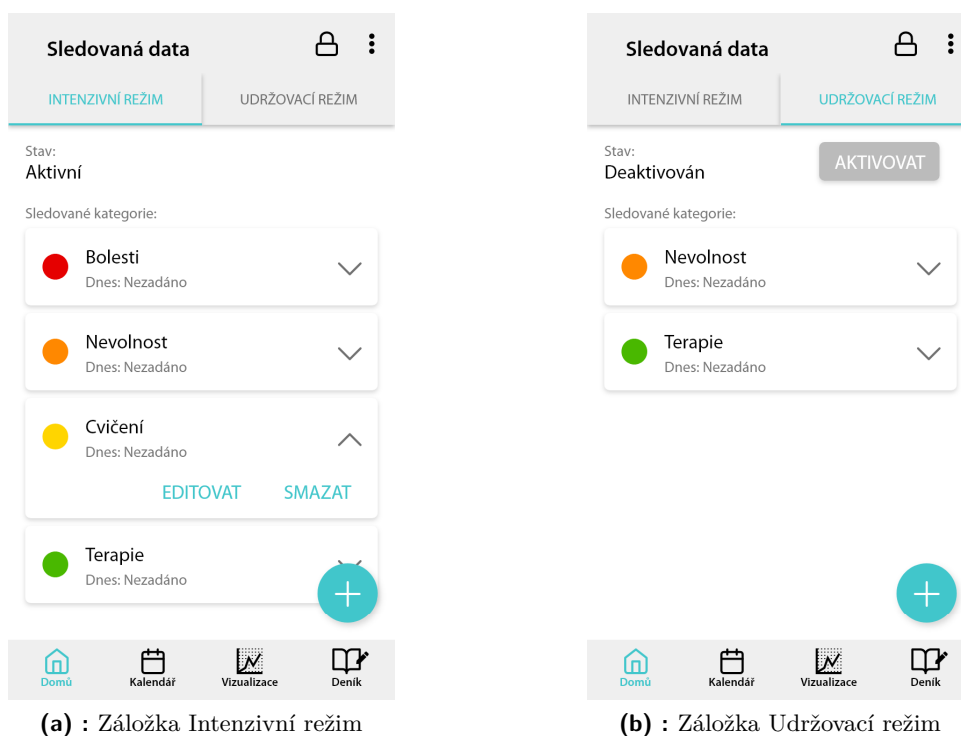 Sledovaná data
INTENZIVNÍ REŽIM
UDRŽOVACÍ REŽIM
Stav:
Aktivní
Sledované kategorie:
Bolesti
Dnes: Nezadáno
Nevolnost
Dnes: Nezadáno
Cvičení
Dnes: Nezadáno
EDITOVAT SMAZAT
Terapie
Dnes: Nezadáno
Domů Kalendář Vizualizace Deník
(a) : Záložka Intenzivní režim
Sledovaná data
INTENZIVNÍ REŽIM
UDRŽOVACÍ REŽIM
Stav:
Deaktivován
AKTIVOVAT
Sledované kategorie:
Nevolnost
Dnes: Nezadáno
Terapie
Dnes: Nezadáno
Domů Kalendář Vizualizace Deník
(b) : Záložka Udržovací režim